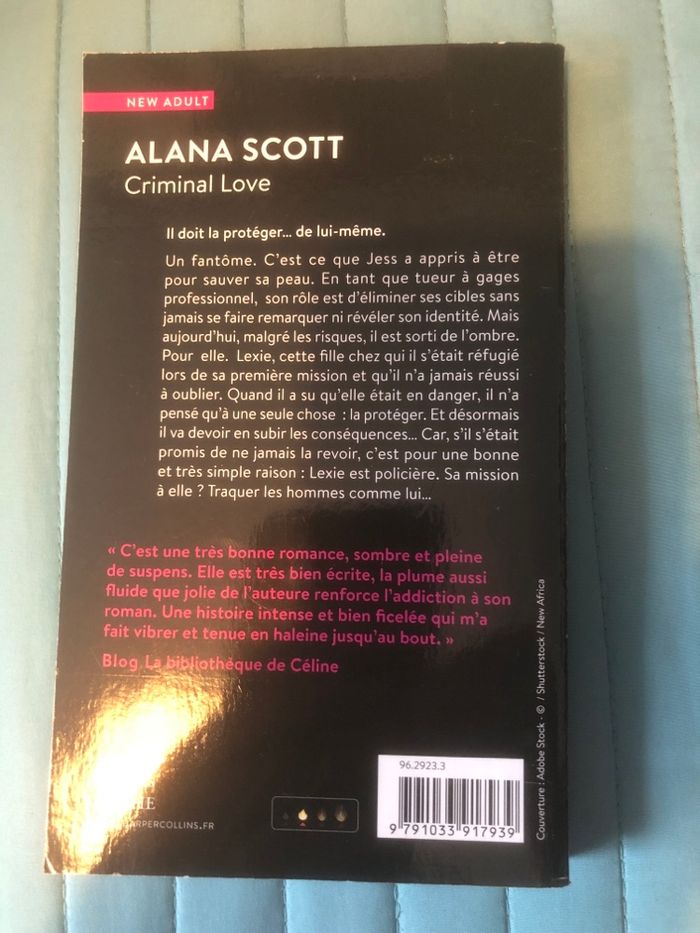 NEW ADULT
ALANA SCOTT
Criminal Love
Il doit la protéger... de lui-même.
Un fantôme. C'est ce que Jess a appris à être
pour sauver sa peau. En tant que tueur à gages
professionnel, son rôle est d'éliminer ses cibles sans
jamais se faire remarquer ni révéler son identité. Mais
aujourd'hui, malgré les risques, il est sorti de l'ombre.
Pour elle. Lexie, cette fille chez qui il s'était réfugié
lors de sa première mission et qu'il n'a jamais réussi
à oublier. Quand il a su qu'elle était en danger, il n'a
pensé qu'à une seule chose : la protéger. Et désormais
il va devoir en subir les conséquences... Car, s'il s'était
promis de ne jamais la revoir, c'est pour une bonne
et très simple raison : Lexie est policière. Sa mission
à elle ? Traquer les hommes comme lui...
« C'est une très bonne romance, sombre et pleine
de suspens. Elle est très bien écrite, la plume aussi
fluide que jolie de l'auteure renforce l'addiction à son
roman. Une histoire intense et bien ficelée qui m'a
fait vibrer et tenue en haleine jusqu'au bout. »
Blog La bibliothèque de Céline
96.2923.3
9 791033 917939
Couverture : Adobe Stock - © / Shutterstock / New Africa